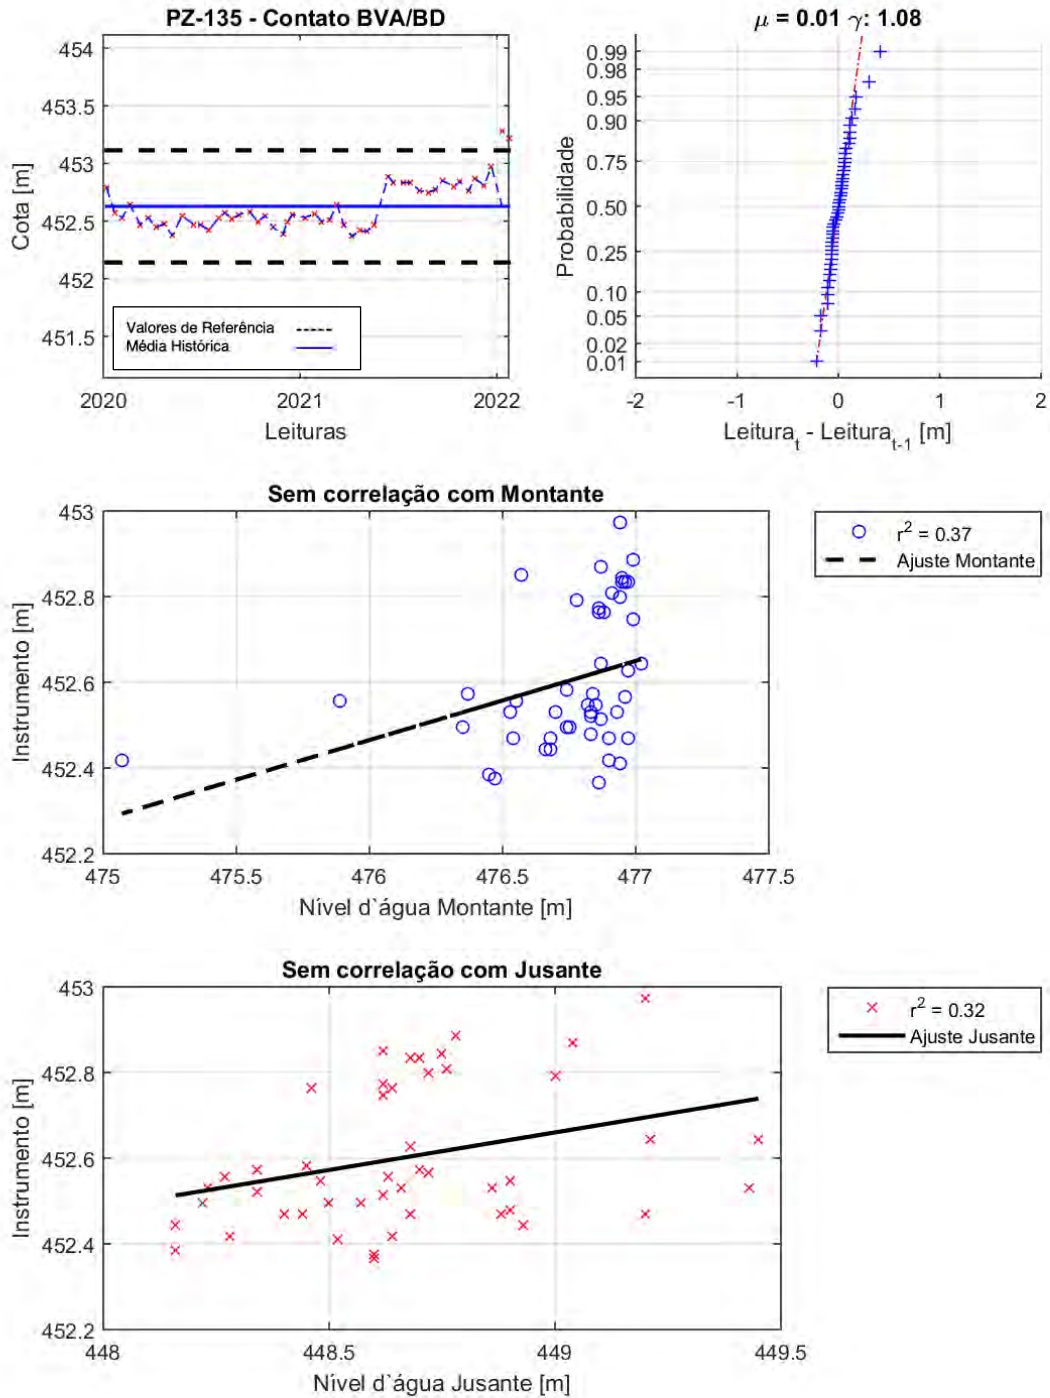 PZ-135 - Contato BVA/BD
454
453.5
453
452.5
452
451.5
Cota [m]
Valores de Referência
Média Histórica
2020
2021
2022
Leituras
μ = 0.01 γ: 1.08
0.99
0.98
0.95
0.90
0.75
0.50
0.25
0.10
0.05
0.02
0.01
Probabilidade
-2
-1
0
1
2
Leitura_t - Leitura_t-1 [m]
Sem correlação com Montante
453
452.8
452.6
452.4
452.2
Instrumento [m]
475
475.5
476
476.5
477
477.5
Nível d`água Montante [m]
r² = 0.37
Ajuste Montante
Sem correlação com Jusante
453
452.8
452.6
452.4
452.2
Instrumento [m]
448
448.5
449
449.5
Nível d`água Jusante [m]
r² = 0.32
Ajuste Jusante